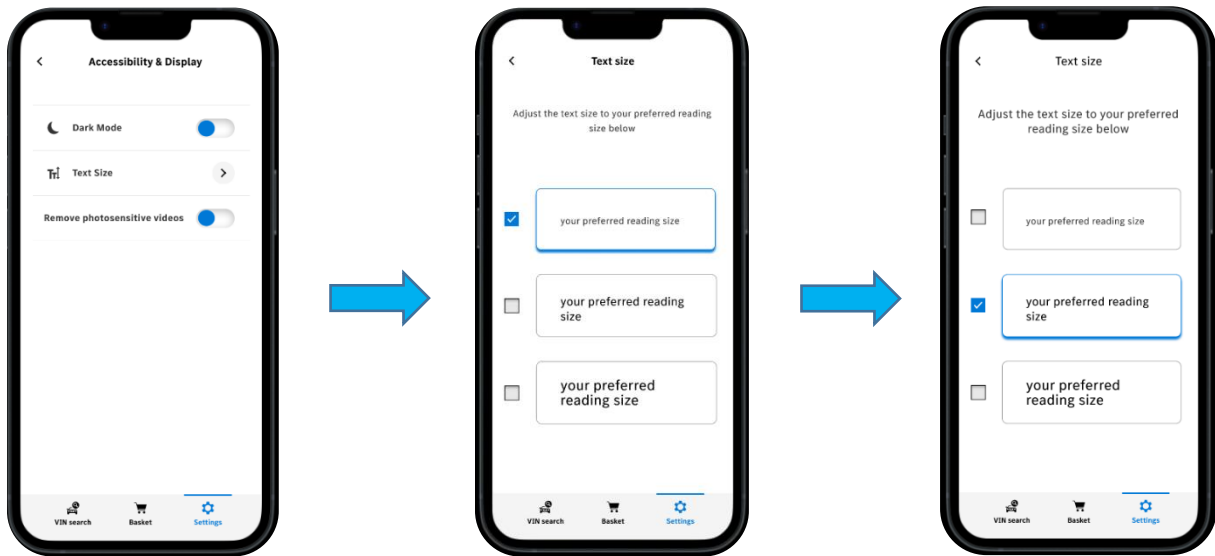 Accessibility & Display
Dark Mode
Text Size
Remove photosensitive videos
VIN search
Basket
Settings
Text size
Adjust the text size to your preferred reading
size below
your preferred reading size
your preferred reading
size
your preferred
reading size
VIN search
Basket
Settings
Text size
Adjust the text size to your preferred
reading size below
your preferred reading size
your preferred reading
size
your preferred
reading size
VIN search
Basket
Settings